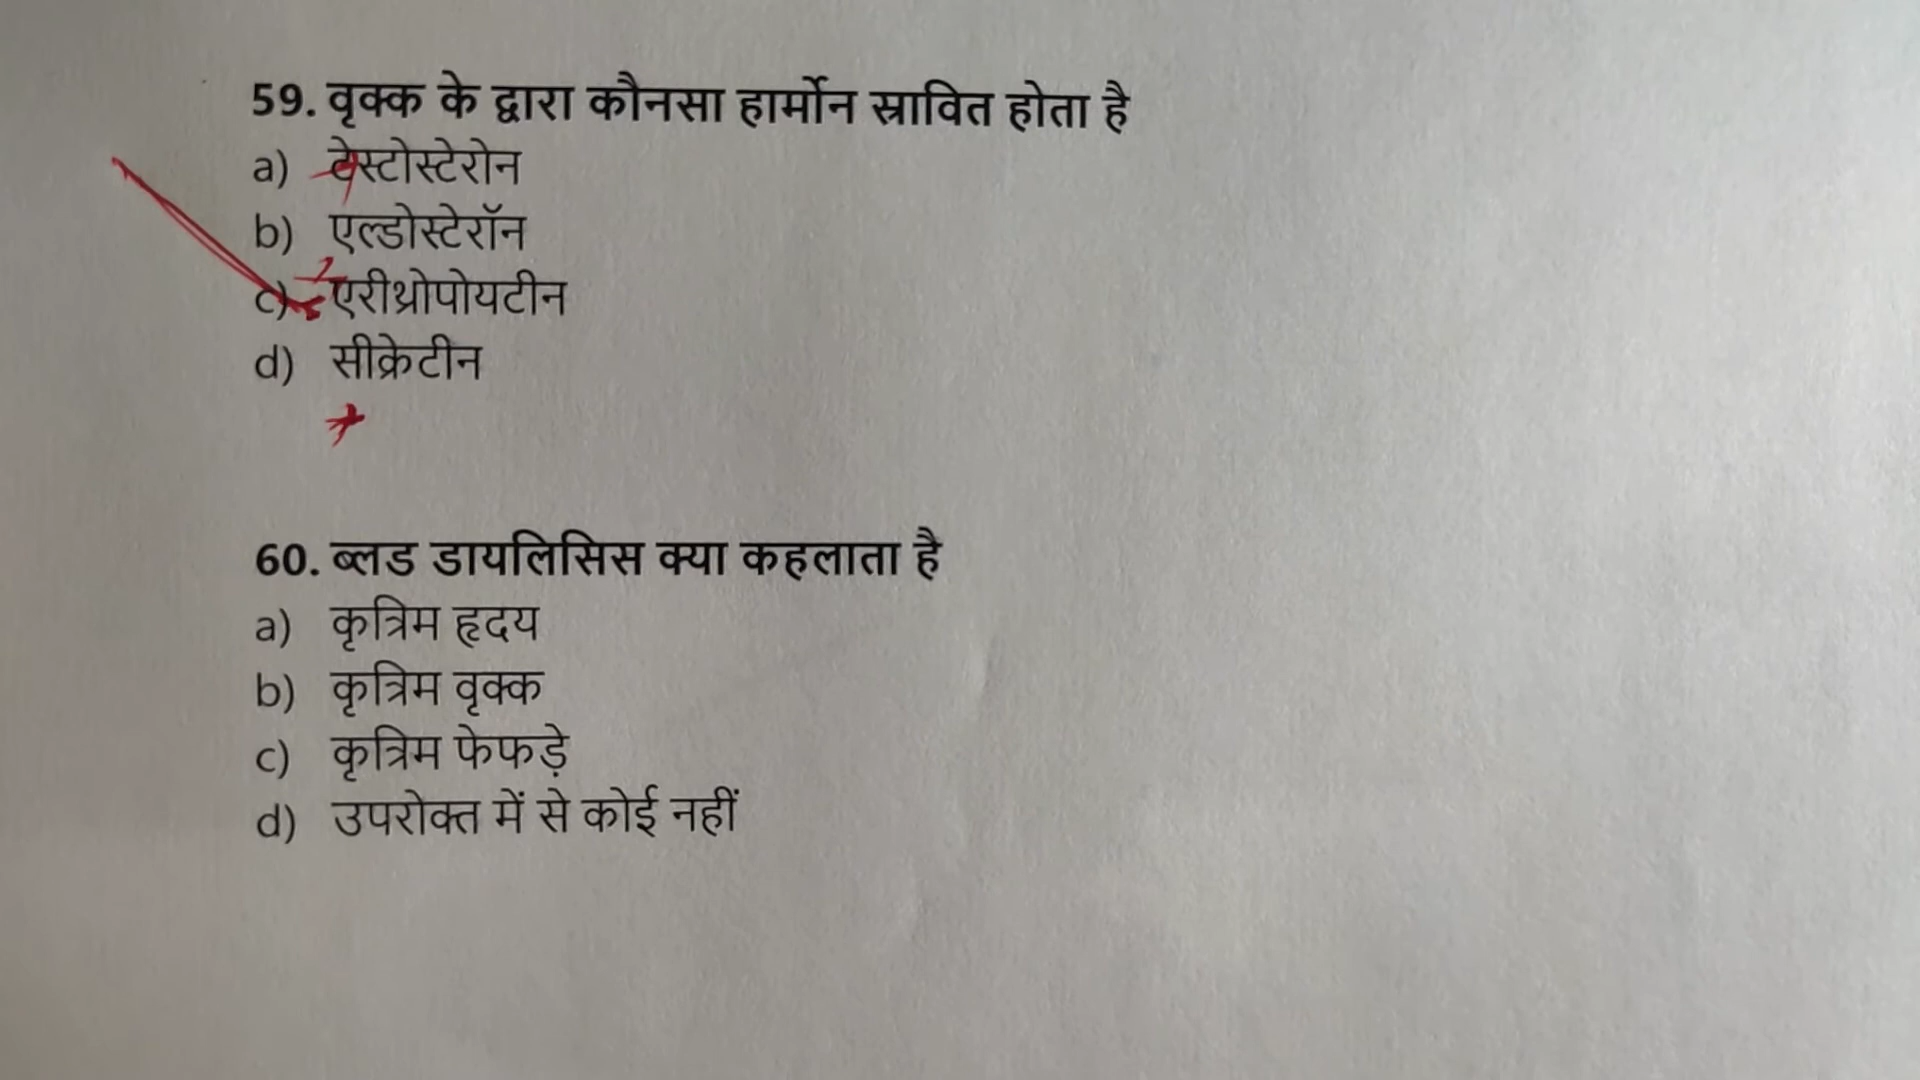 59. वृक्क के द्वारा कौनसा हार्मोन स्रावित होता है
a) टेस्टोस्टेरोन
b) एल्डोस्टेरॉन
c) एरीथ्रोपोयटीन
d) सीक्रेटीन
60. ब्लड डायलिसिस क्या कहलाता है
a) कृत्रिम हृदय
b) कृत्रिम वृक्क
c) कृत्रिम फेफड़े
d) उपरोक्त में से कोई नहीं